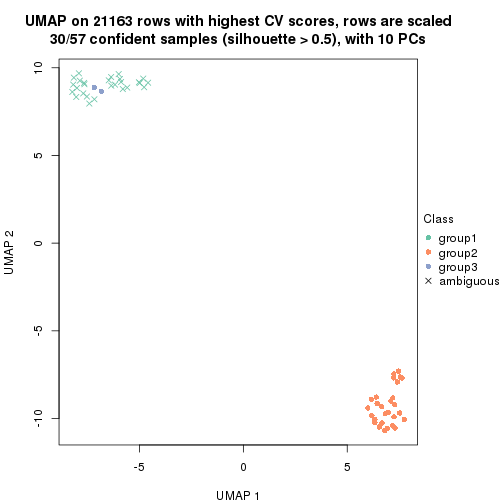 UMAP on 21163 rows with highest CV scores, rows are scaled
30/57 confident samples (silhouette > 0.5), with 10 PCs
10
5
0
-5
-10
UMAP 2
-5
0
5
UMAP 1
Class
group1
group2
group3
ambiguous